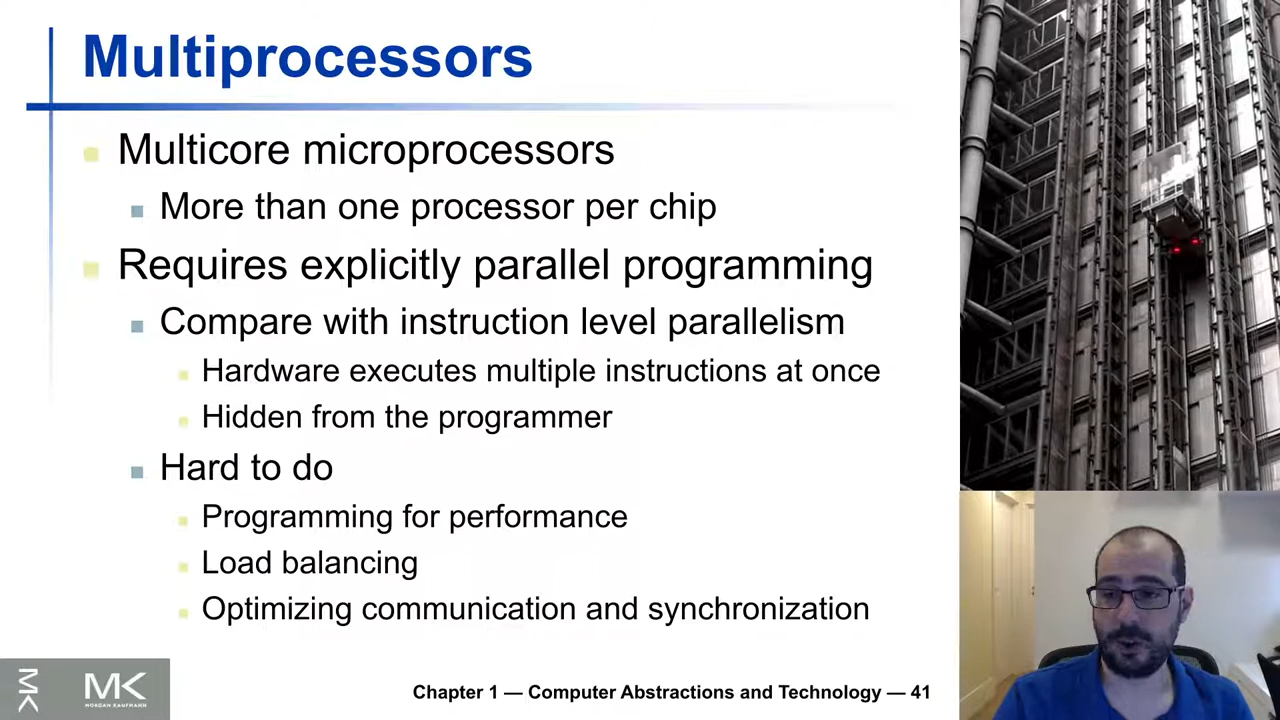 Multiprocessors
Multicore microprocessors
More than one processor per chip
Requires explicitly parallel programming
Compare with instruction level parallelism
Hardware executes multiple instructions at once
Hidden from the programmer
Hard to do
Programming for performance
Load balancing
Optimizing communication and synchronization
MK
MK
MORGAN KAUFMANN
Chapter 1 — Computer Abstractions and Technology — 41